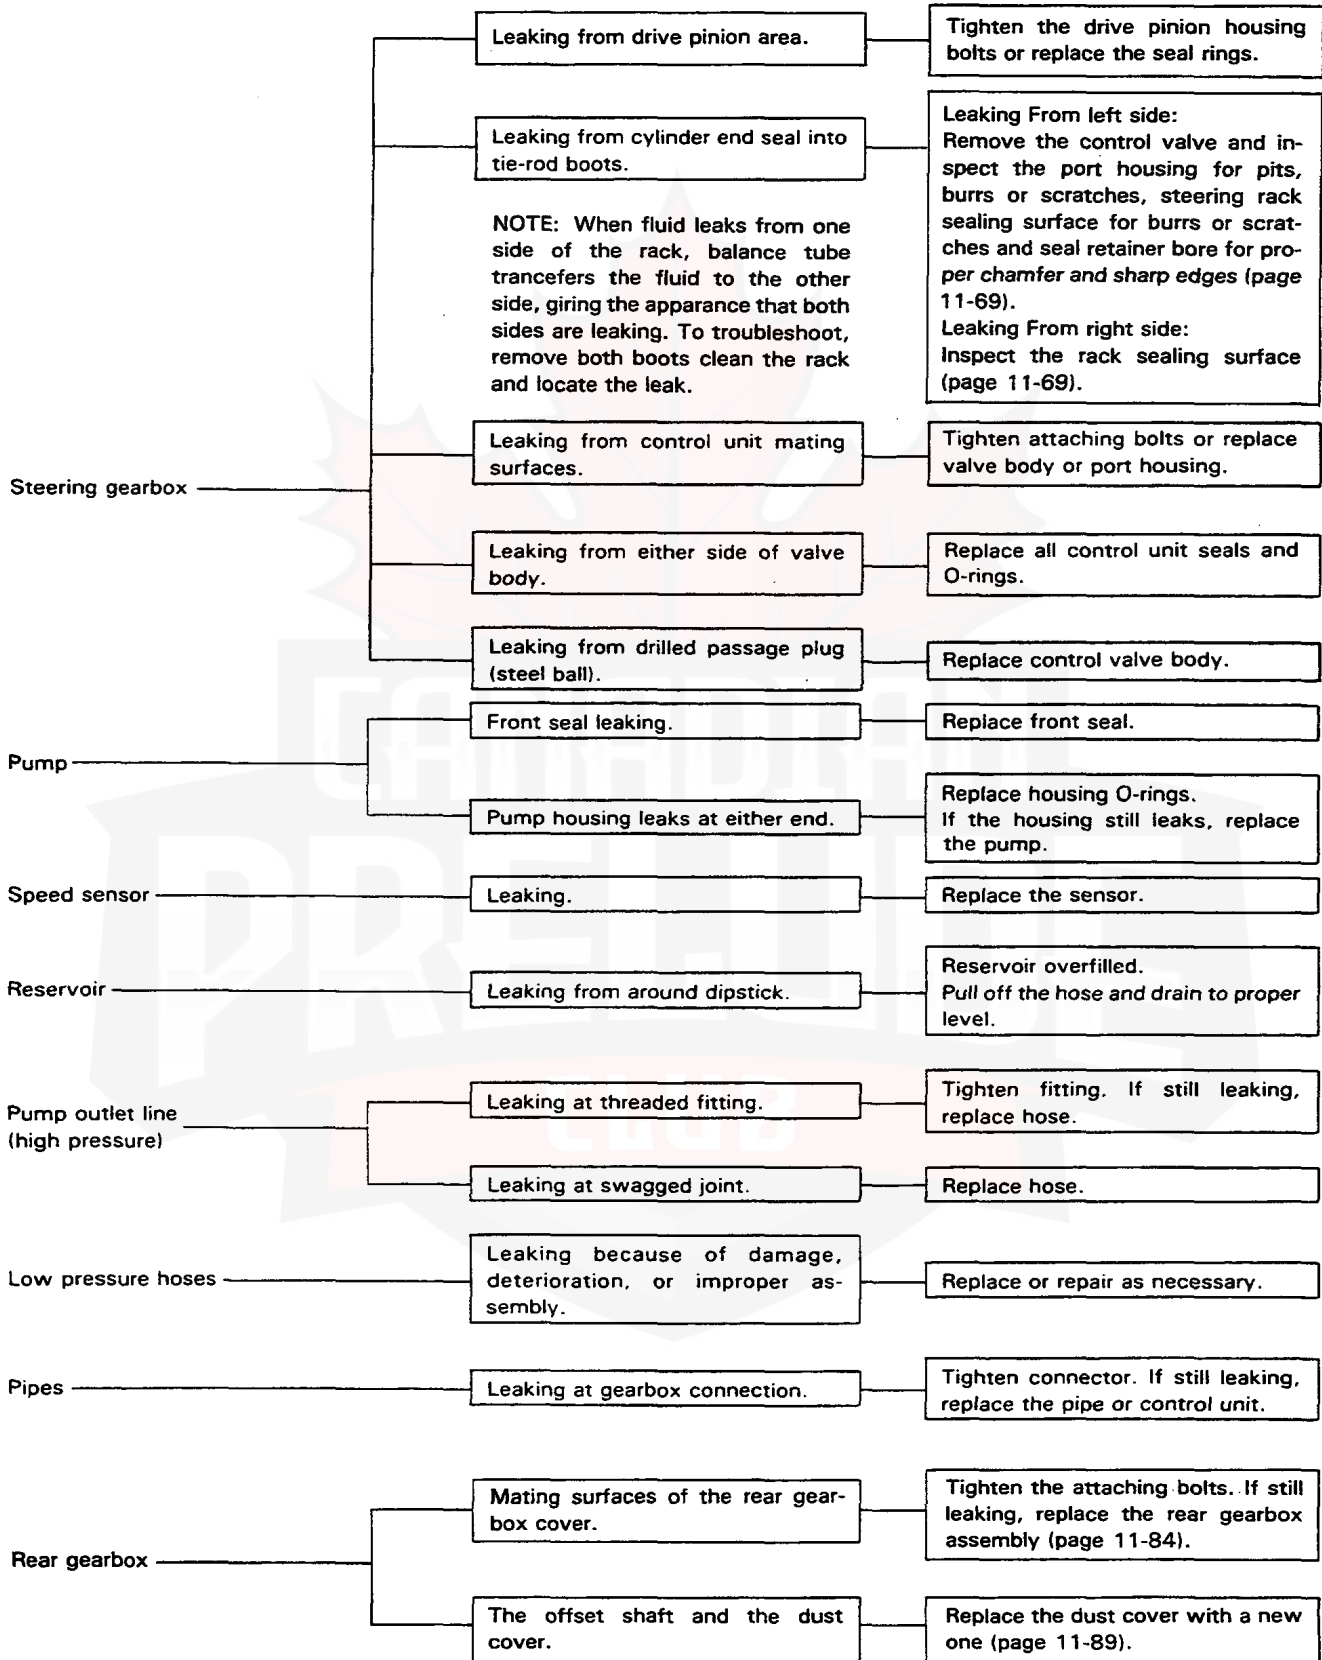 Leaking from drive pinion area.
Tighten the drive pinion housing
bolts or replace the seal rings.
Leaking from cylinder end seal into
tie-rod boots.
Leaking From left side:
Remove the control valve and in-
spect the port housing for pits,
burrs or scratches, steering rack
sealing surface for burrs or scrat-
ches and seal retainer bore for pro-
per chamfer and sharp edges (page
11-69).
Leaking From right side:
Inspect the rack sealing surface
(page 11-69).
NOTE: When fluid leaks from one
side of the rack, balance tube
trancefers the fluid to the other
side, giring the apparance that both
sides are leaking. To troubleshoot,
remove both boots clean the rack
and locate the leak.
Steering gearbox
Leaking from control unit mating
surfaces.
Tighten attaching bolts or replace
valve body or port housing.
Leaking from either side of valve
body.
Replace all control unit seals and
O-rings.
Leaking from drilled passage plug
(steel ball).
Replace control valve body.
Pump
Front seal leaking.
Replace front seal.
Pump housing leaks at either end.
Replace housing O-rings.
If the housing still leaks, replace
the pump.
Speed sensor
Leaking.
Replace the sensor.
Reservoir
Leaking from around dipstick.
Reservoir overfilled.
Pull off the hose and drain to proper
level.
Pump outlet line
(high pressure)
Leaking at threaded fitting.
Tighten fitting. If still leaking,
replace hose.
Leaking at swagged joint.
Replace hose.
Low pressure hoses
Leaking because of damage,
deterioration, or improper as-
sembly.
Replace or repair as necessary.
Pipes
Leaking at gearbox connection.
Tighten connector. If still leaking,
replace the pipe or control unit.
Rear gearbox
Mating surfaces of the rear gear-
box cover.
Tighten the attaching bolts. If still
leaking, replace the rear gearbox
assembly (page 11-84).
The offset shaft and the dust
cover.
Replace the dust cover with a new
one (page 11-89).
CANADIAN
PRELUDE
CLUB